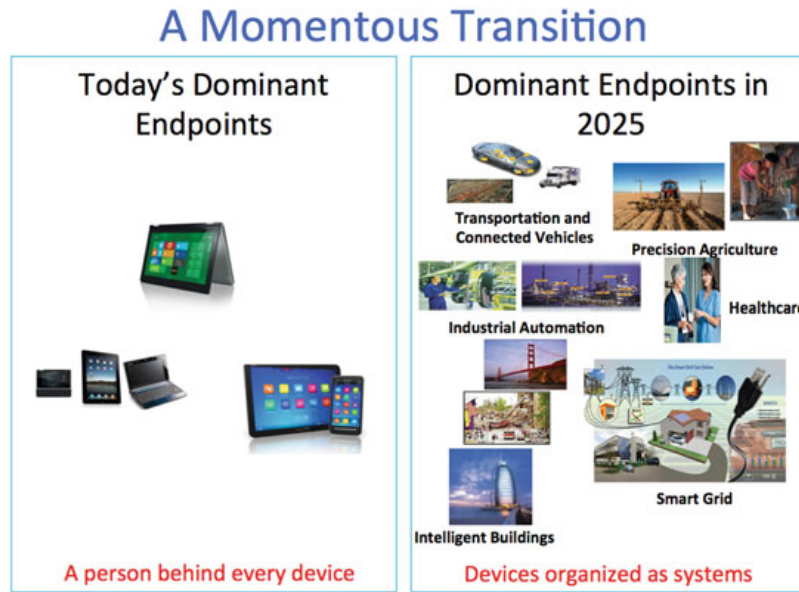 A Momentous Transition
Today's Dominant
Endpoints
A person behind every device
Dominant Endpoints in
2025
Transportation and
Connected Vehicles
Precision Agriculture
Industrial Automation
Healthcare
Smart Grid
Intelligent Buildings
Devices organized as systems